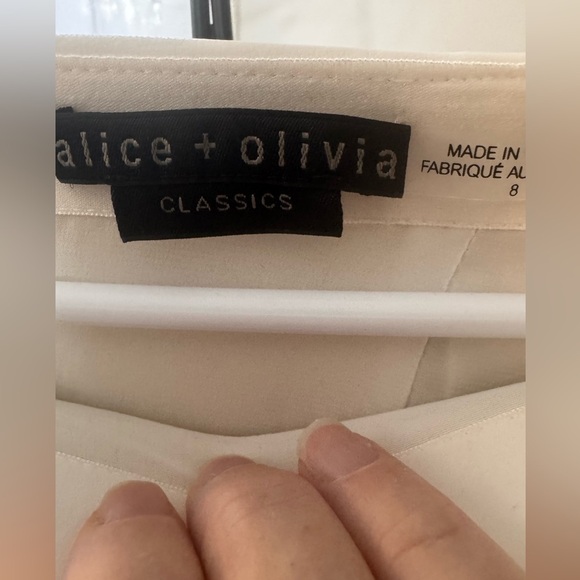 alice + olivia
CLASSICS
MADE IN
FABRIQUÉ AU
8